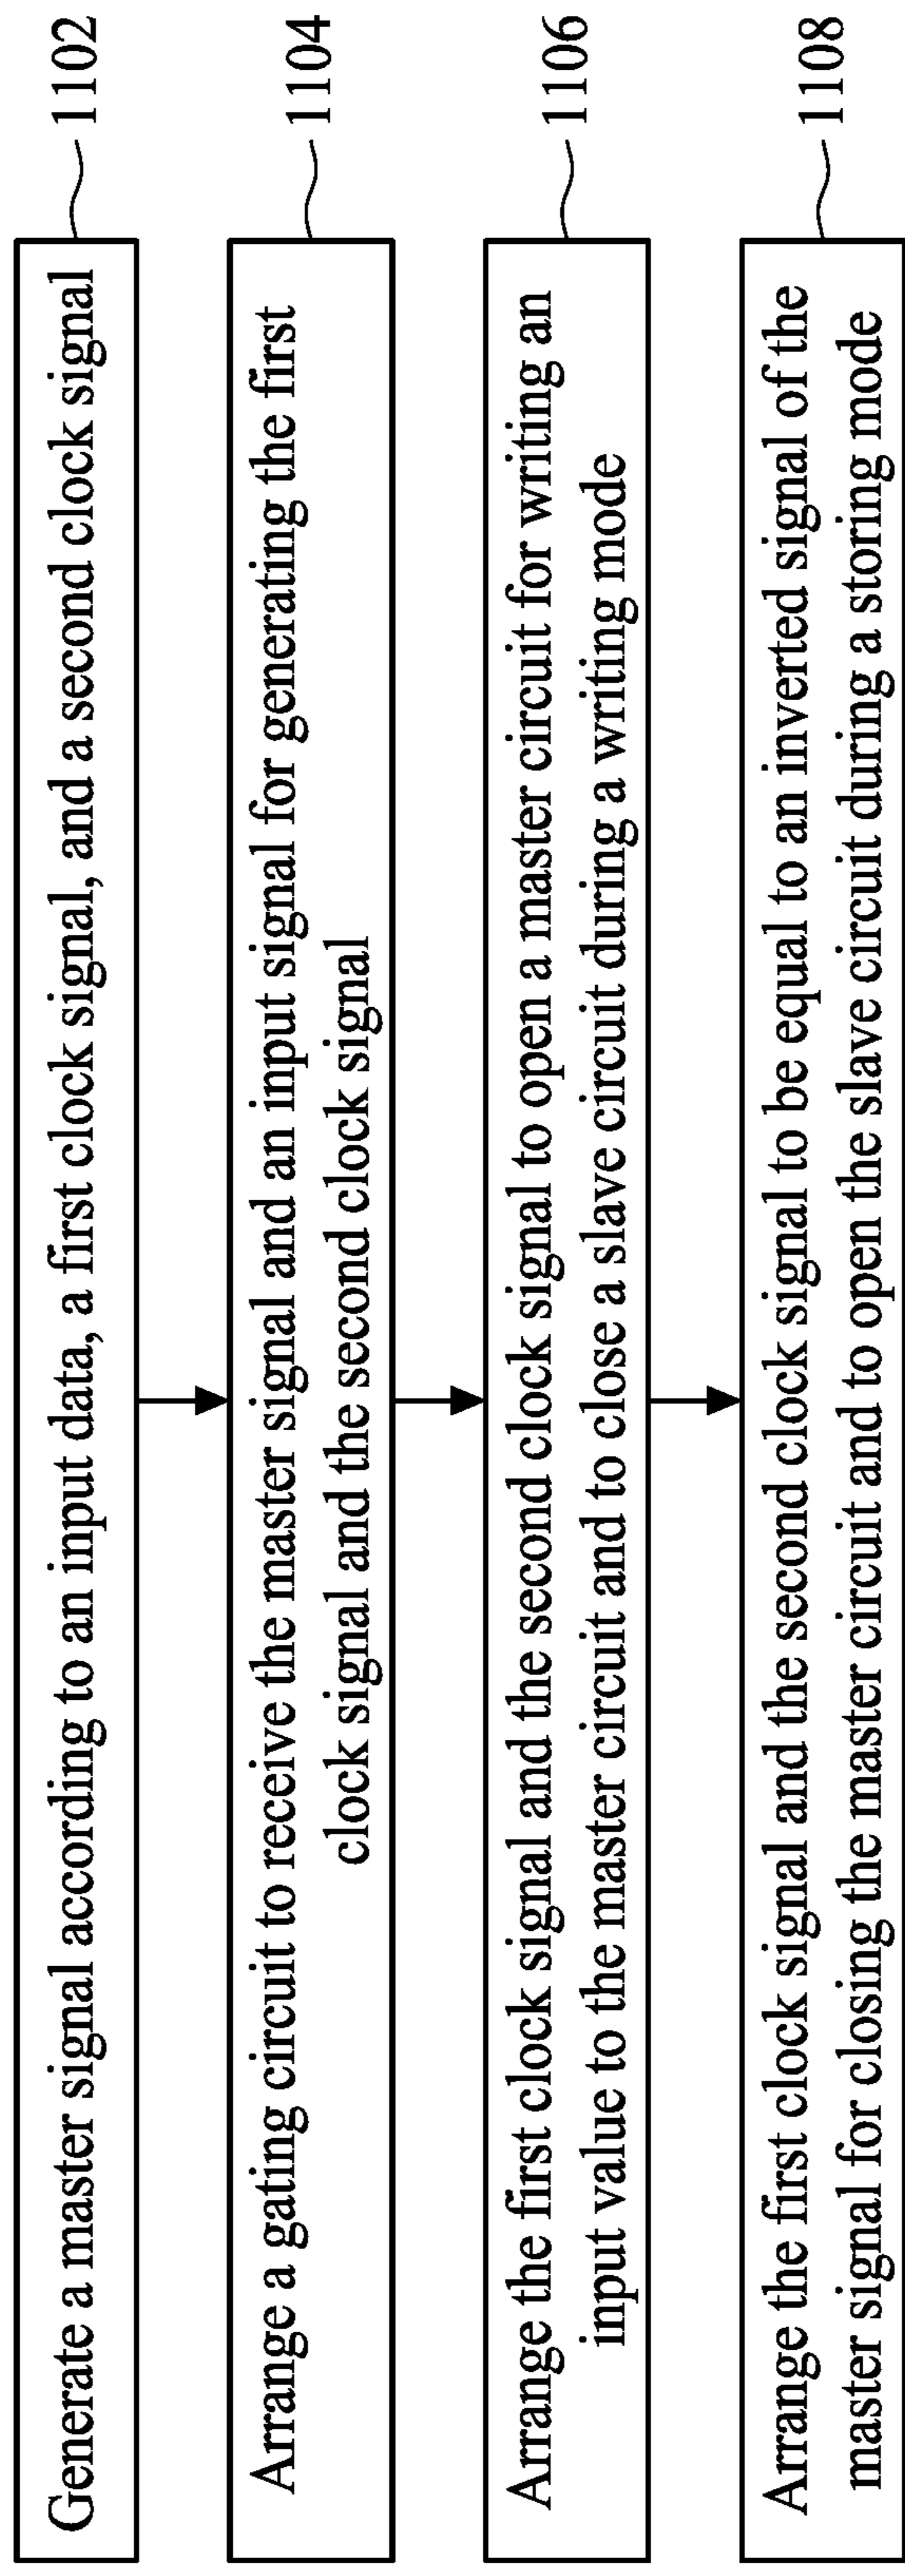 Generate a master signal according to an input data, a first clock signal, and a second clock signal
1102
Arrange a gating circuit to receive the master signal and an input signal for generating the first
clock signal and the second clock signal
1104
Arrange the first clock signal and the second clock signal to open a master circuit for writing an
input value to the master circuit and to close a slave circuit during a writing mode
1106
Arrange the first clock signal and the second clock signal to be equal to an inverted signal of the
master signal for closing the master circuit and to open the slave circuit during a storing mode
1108